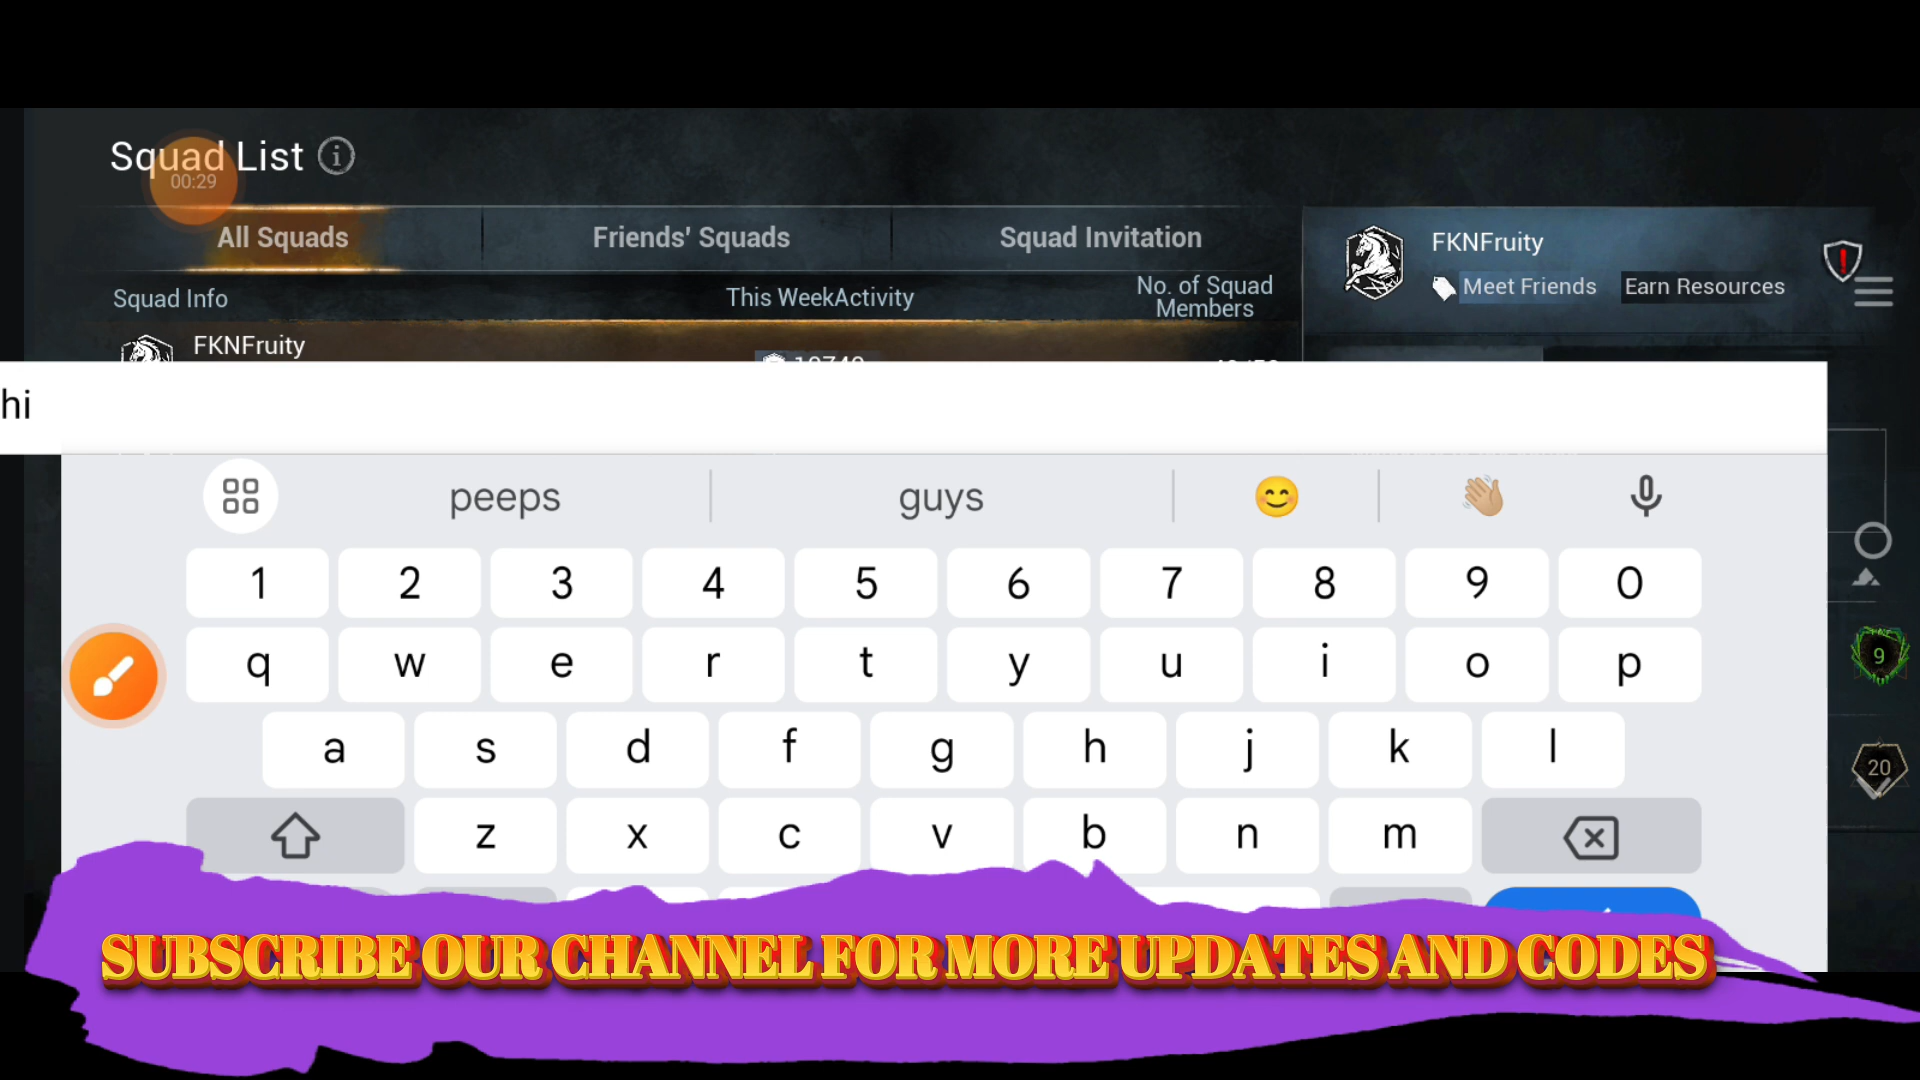 Squad List
00:29
All Squads Friends' Squads Squad Invitation
FKNFruity
Meet Friends Earn Resources
Squad Info This WeekActivity No. of Squad
Members
FKNFruity
hi
peeps guys
1 2 3 4 5 6 7 8 9 0
q w e r t y u i o p
9
a s d f g h j k l
20
z x c v b n m
SUBSCRIBE OUR CHANNEL FOR MORE UPDATES AND CODES